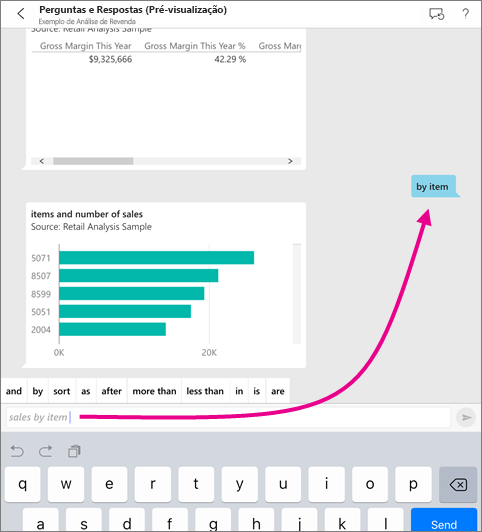 Perguntas e Respostas (Pré-visualização)
Exemplo de Análise de Revenda
?
Source: Retail Analysis Sample
Gross Margin This Year Gross Margin This Year % Gross
$9,325,666 42.29 %
by item
items and number of sales
Source: Retail Analysis Sample
5071
8507
8599
5051
2004
0K 20K
and by sort as after more than less than in is are
sales by item
q w e r t y u i o p
a s d f g h j k l Send